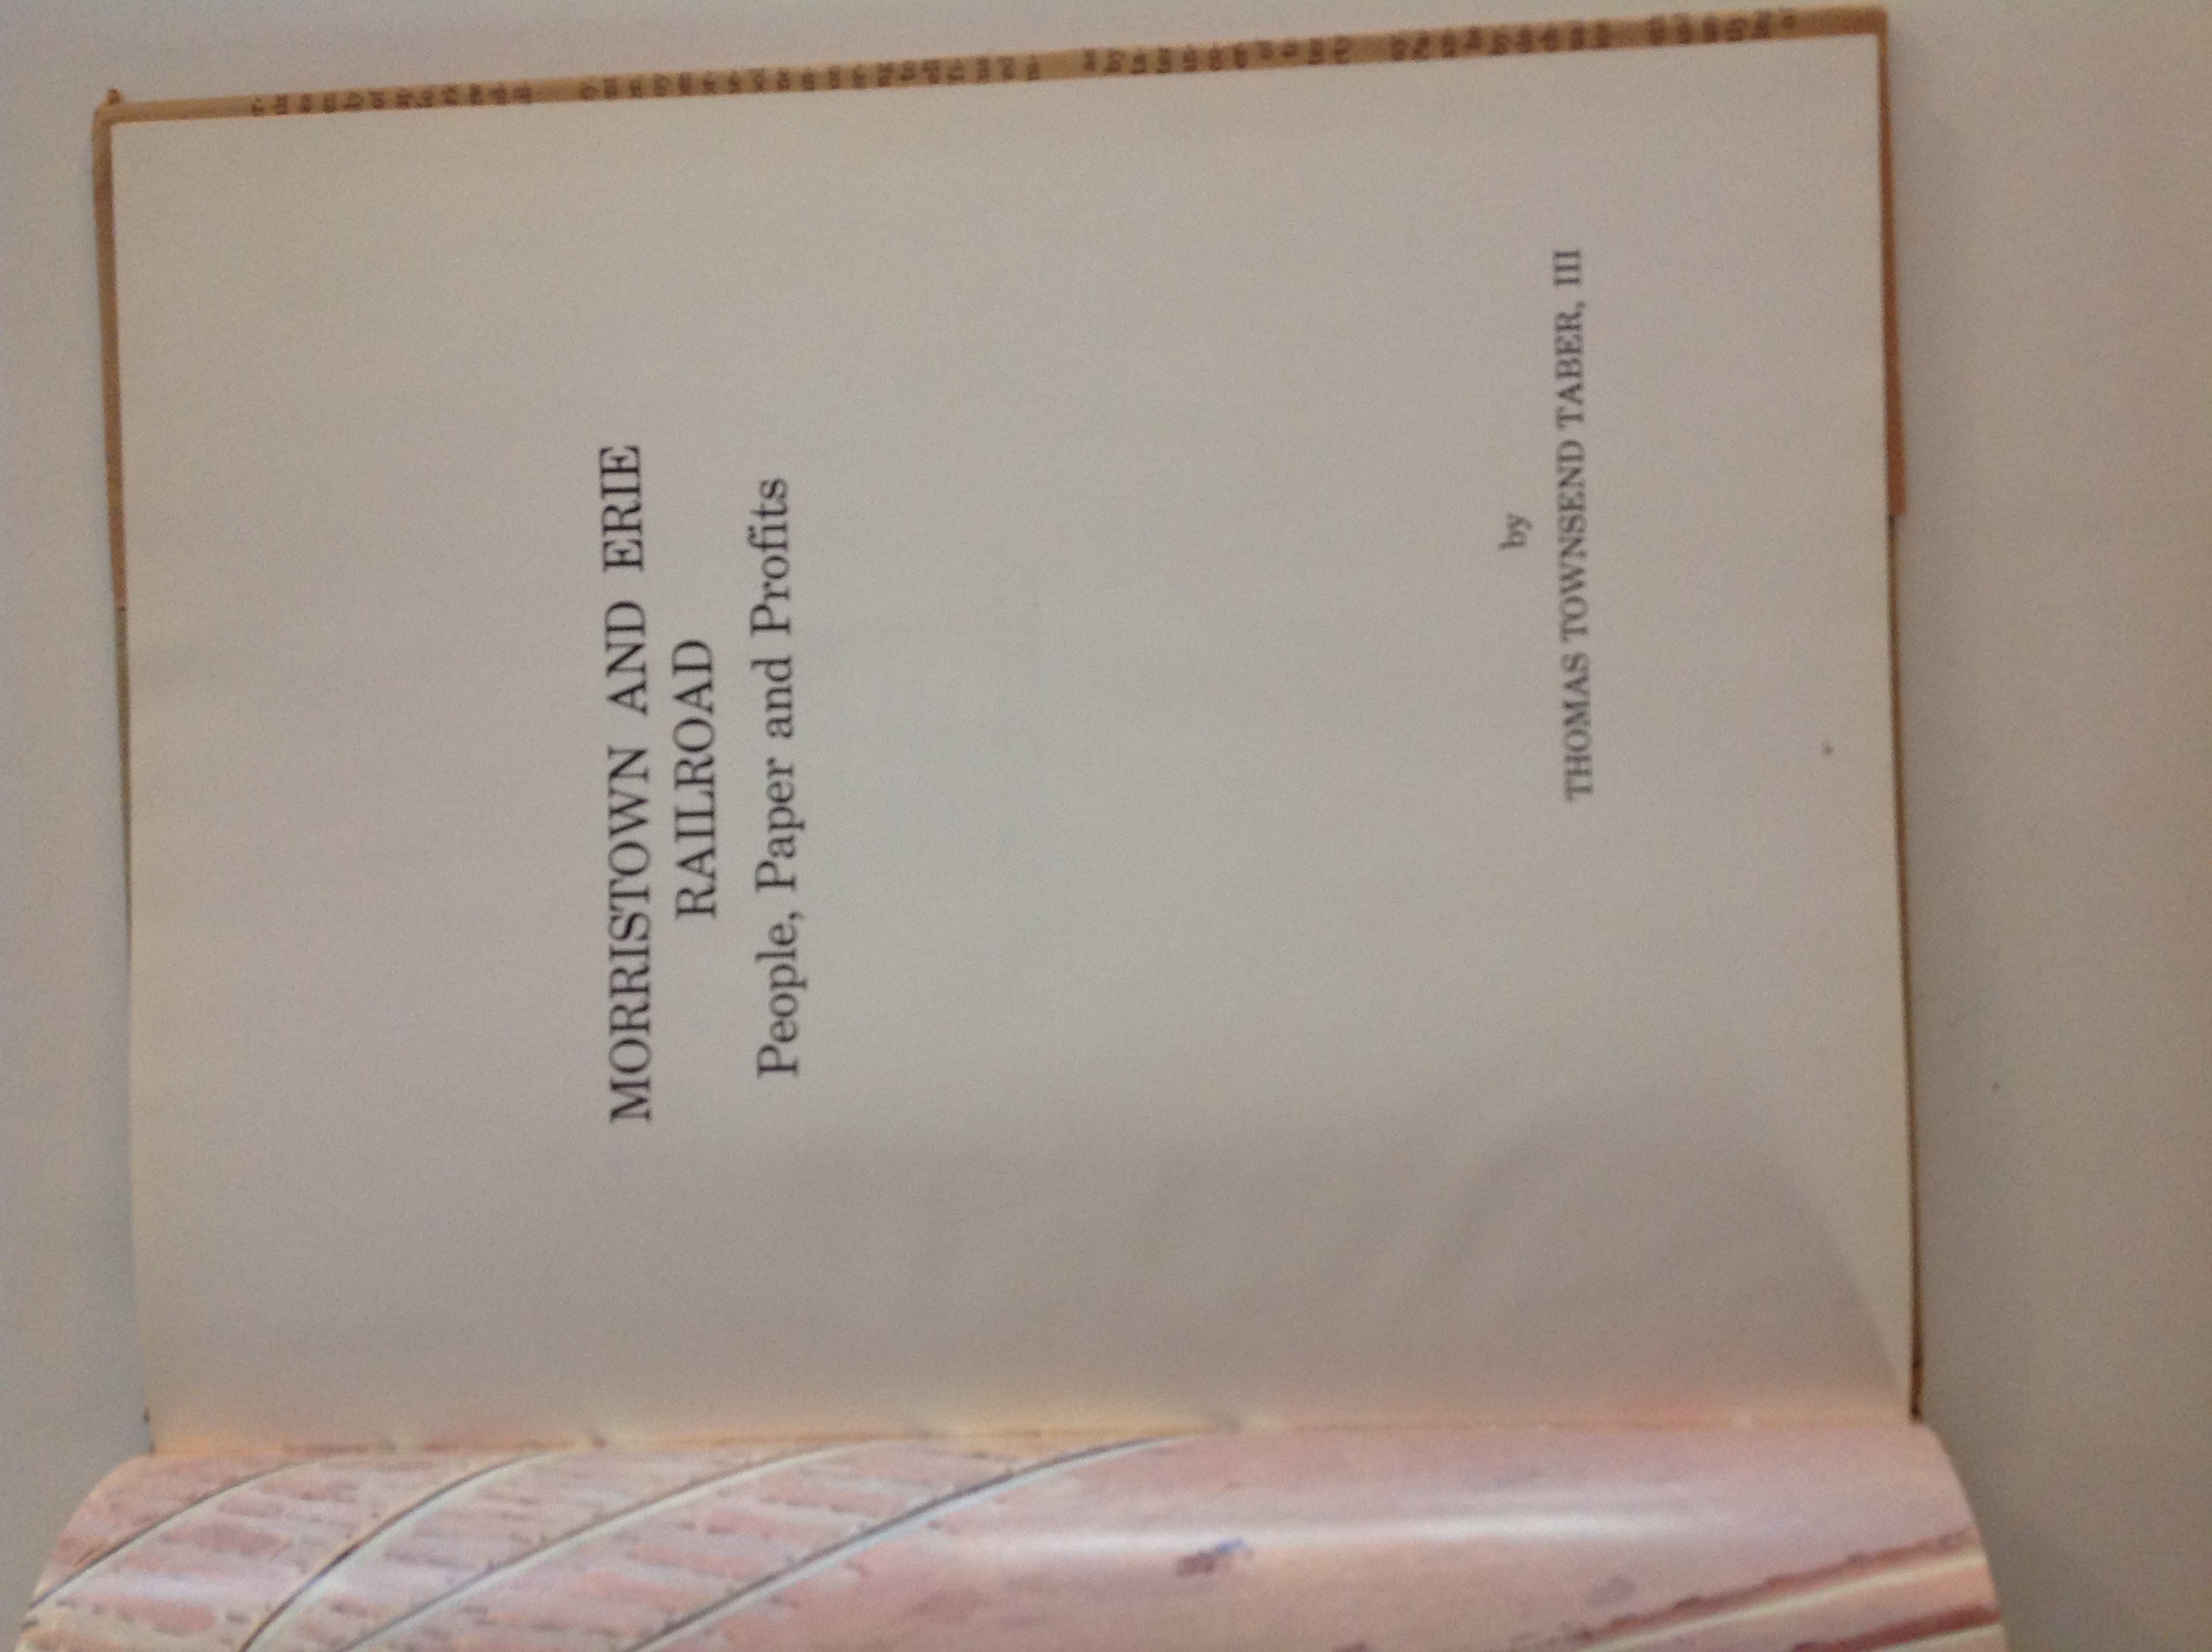 MORRISTOWN AND ERIE
RAILROAD
People, Paper and Profits
by
THOMAS TOWNSEND TABER, III